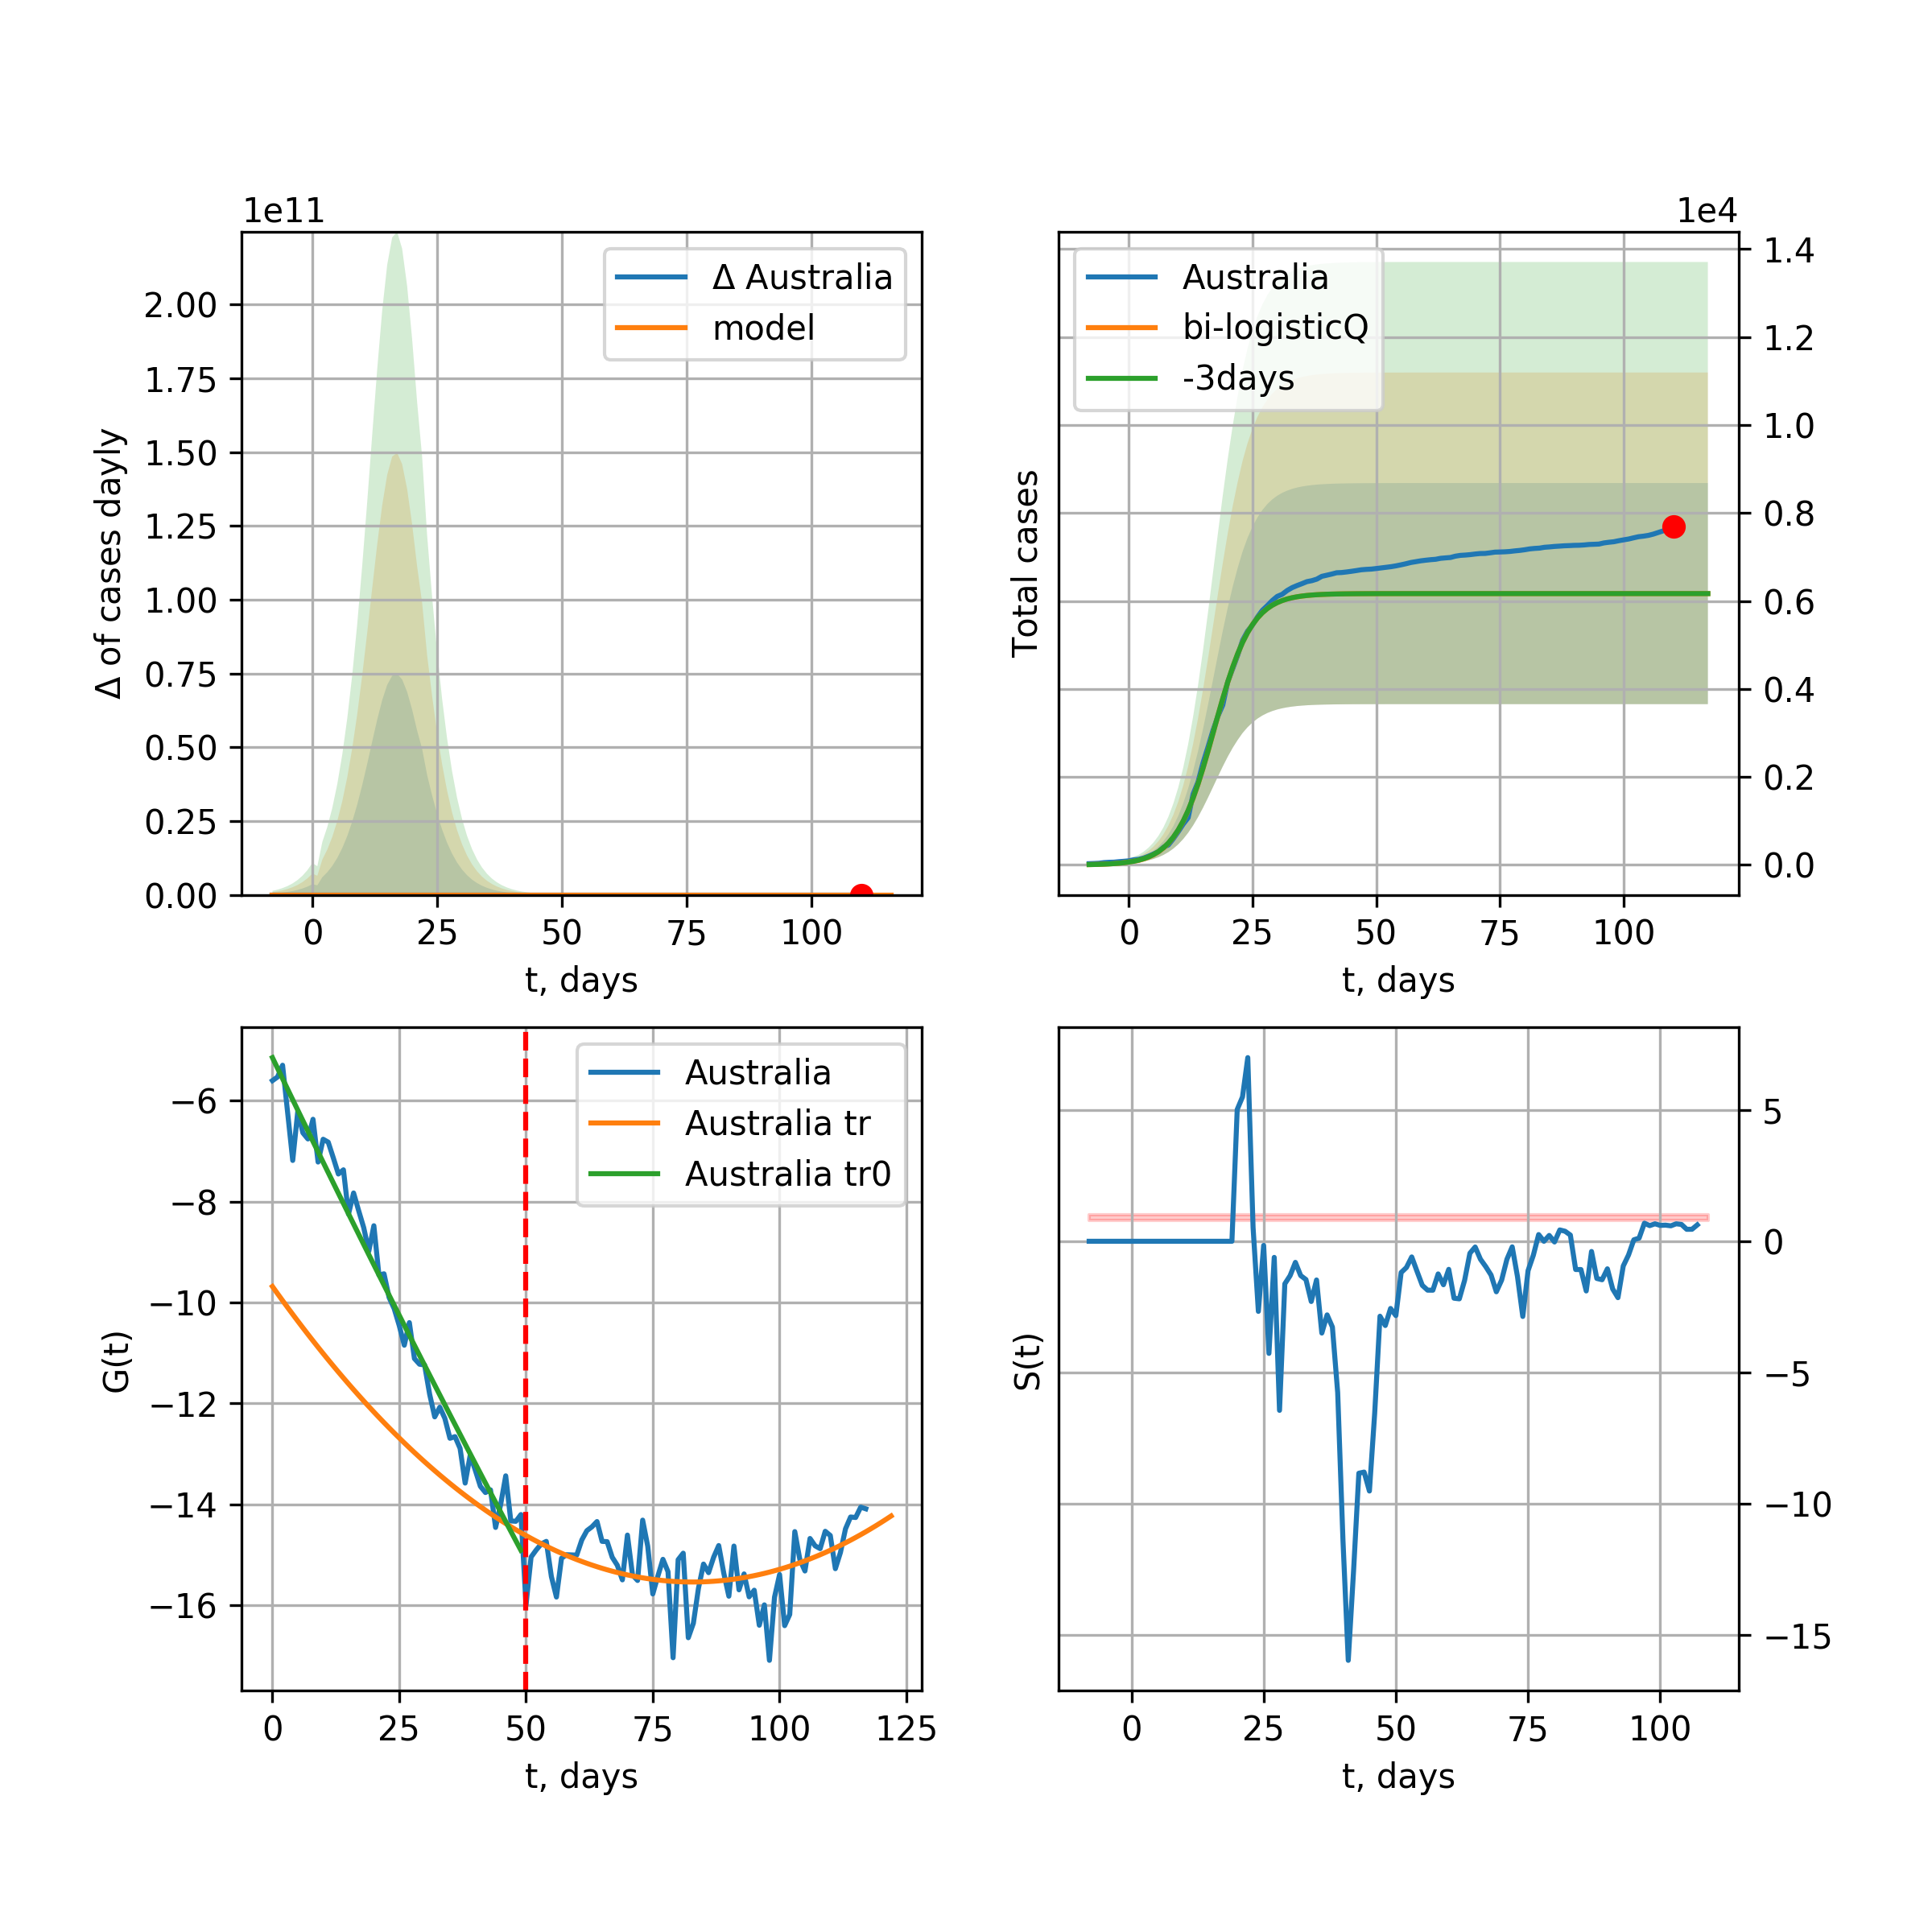 1e11
Δ of cases dayly
2.00
1.75
1.50
1.25
1.00
0.75
0.50
0.25
0.00
Δ Australia
model
0 25 50 75 100
t, days
1e4
Total cases
Australia
bi-logisticQ
-3days
1.4
1.2
1.0
0.8
0.6
0.4
0.2
0.0
0 25 50 75 100
t, days
G(t)
−6
−8
−10
−12
−14
−16
Australia
Australia tr
Australia tr0
0 25 50 75 100 125
t, days
S(t)
5
0
−5
−10
−15
0 25 50 75 100
t, days